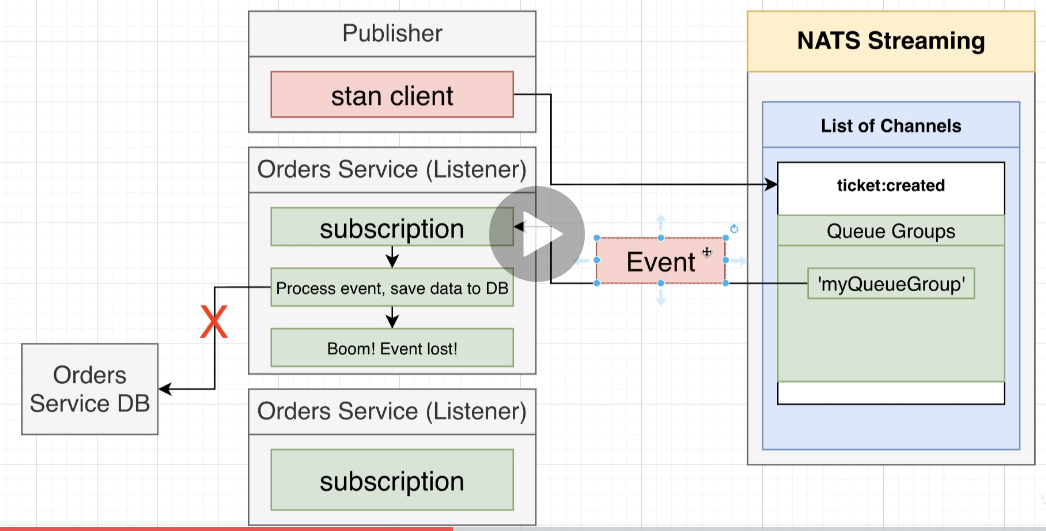 Publisher
stan client
Orders Service (Listener)
subscription
Process event, save data to DB
Boom! Event lost!
X
Orders
Service DB
Orders Service (Listener)
subscription
Event
NATS Streaming
List of Channels
ticket:created
Queue Groups
'myQueueGroup'